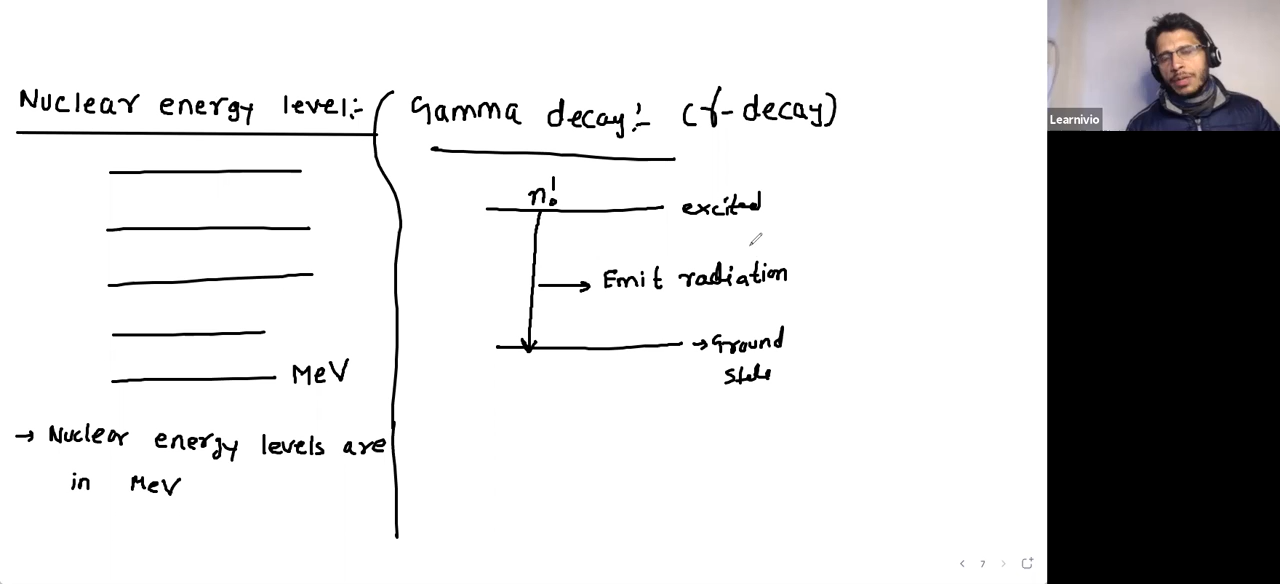 Nuclear energy level:-
MeV
→ Nuclear energy levels are
in MeV
Gamma decay:- (γ-decay)
excited
→ Emit radiation
→ Ground
state
Learnivio
7